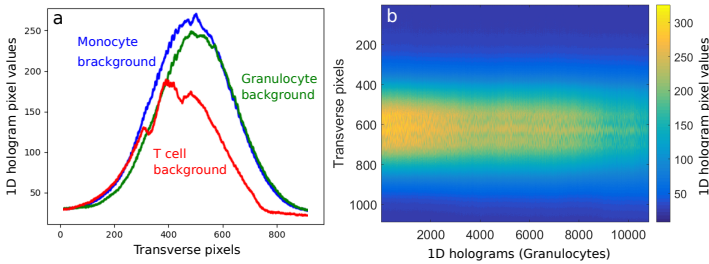 a
1D hologram pixel values
250
200
150
100
50
Monocyte
brackground
Granulocyte
background
T cell
background
0
200
400
600
800
Transverse pixels
b
Transverse pixels
200
400
600
800
1000
2000
4000
6000
8000
10000
1D holograms (Granulocytes)
300
250
200
150
100
50
1D hologram pixel values